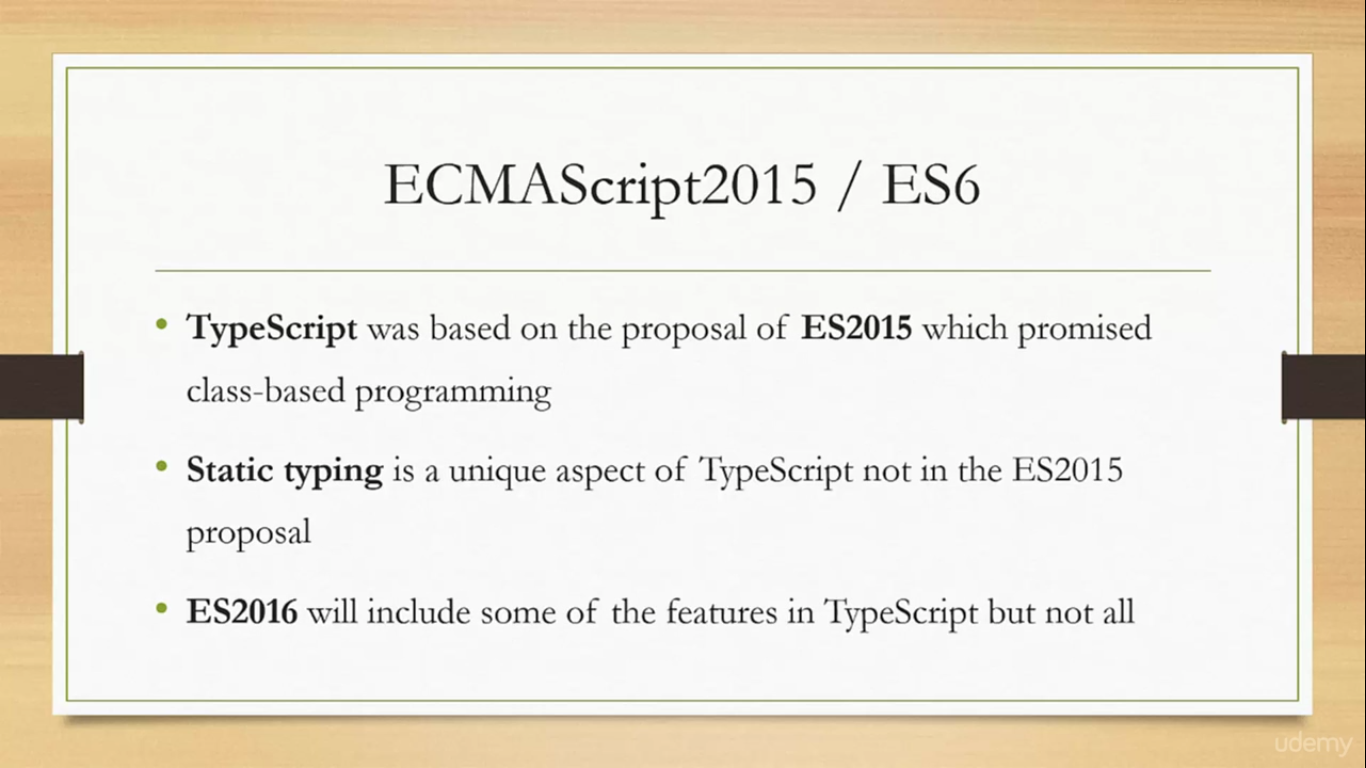 ECMAScript2015 / ES6
• TypeScript was based on the proposal of ES2015 which promised
class-based programming
• Static typing is a unique aspect of TypeScript not in the ES2015
proposal
• ES2016 will include some of the features in TypeScript but not all
udemy